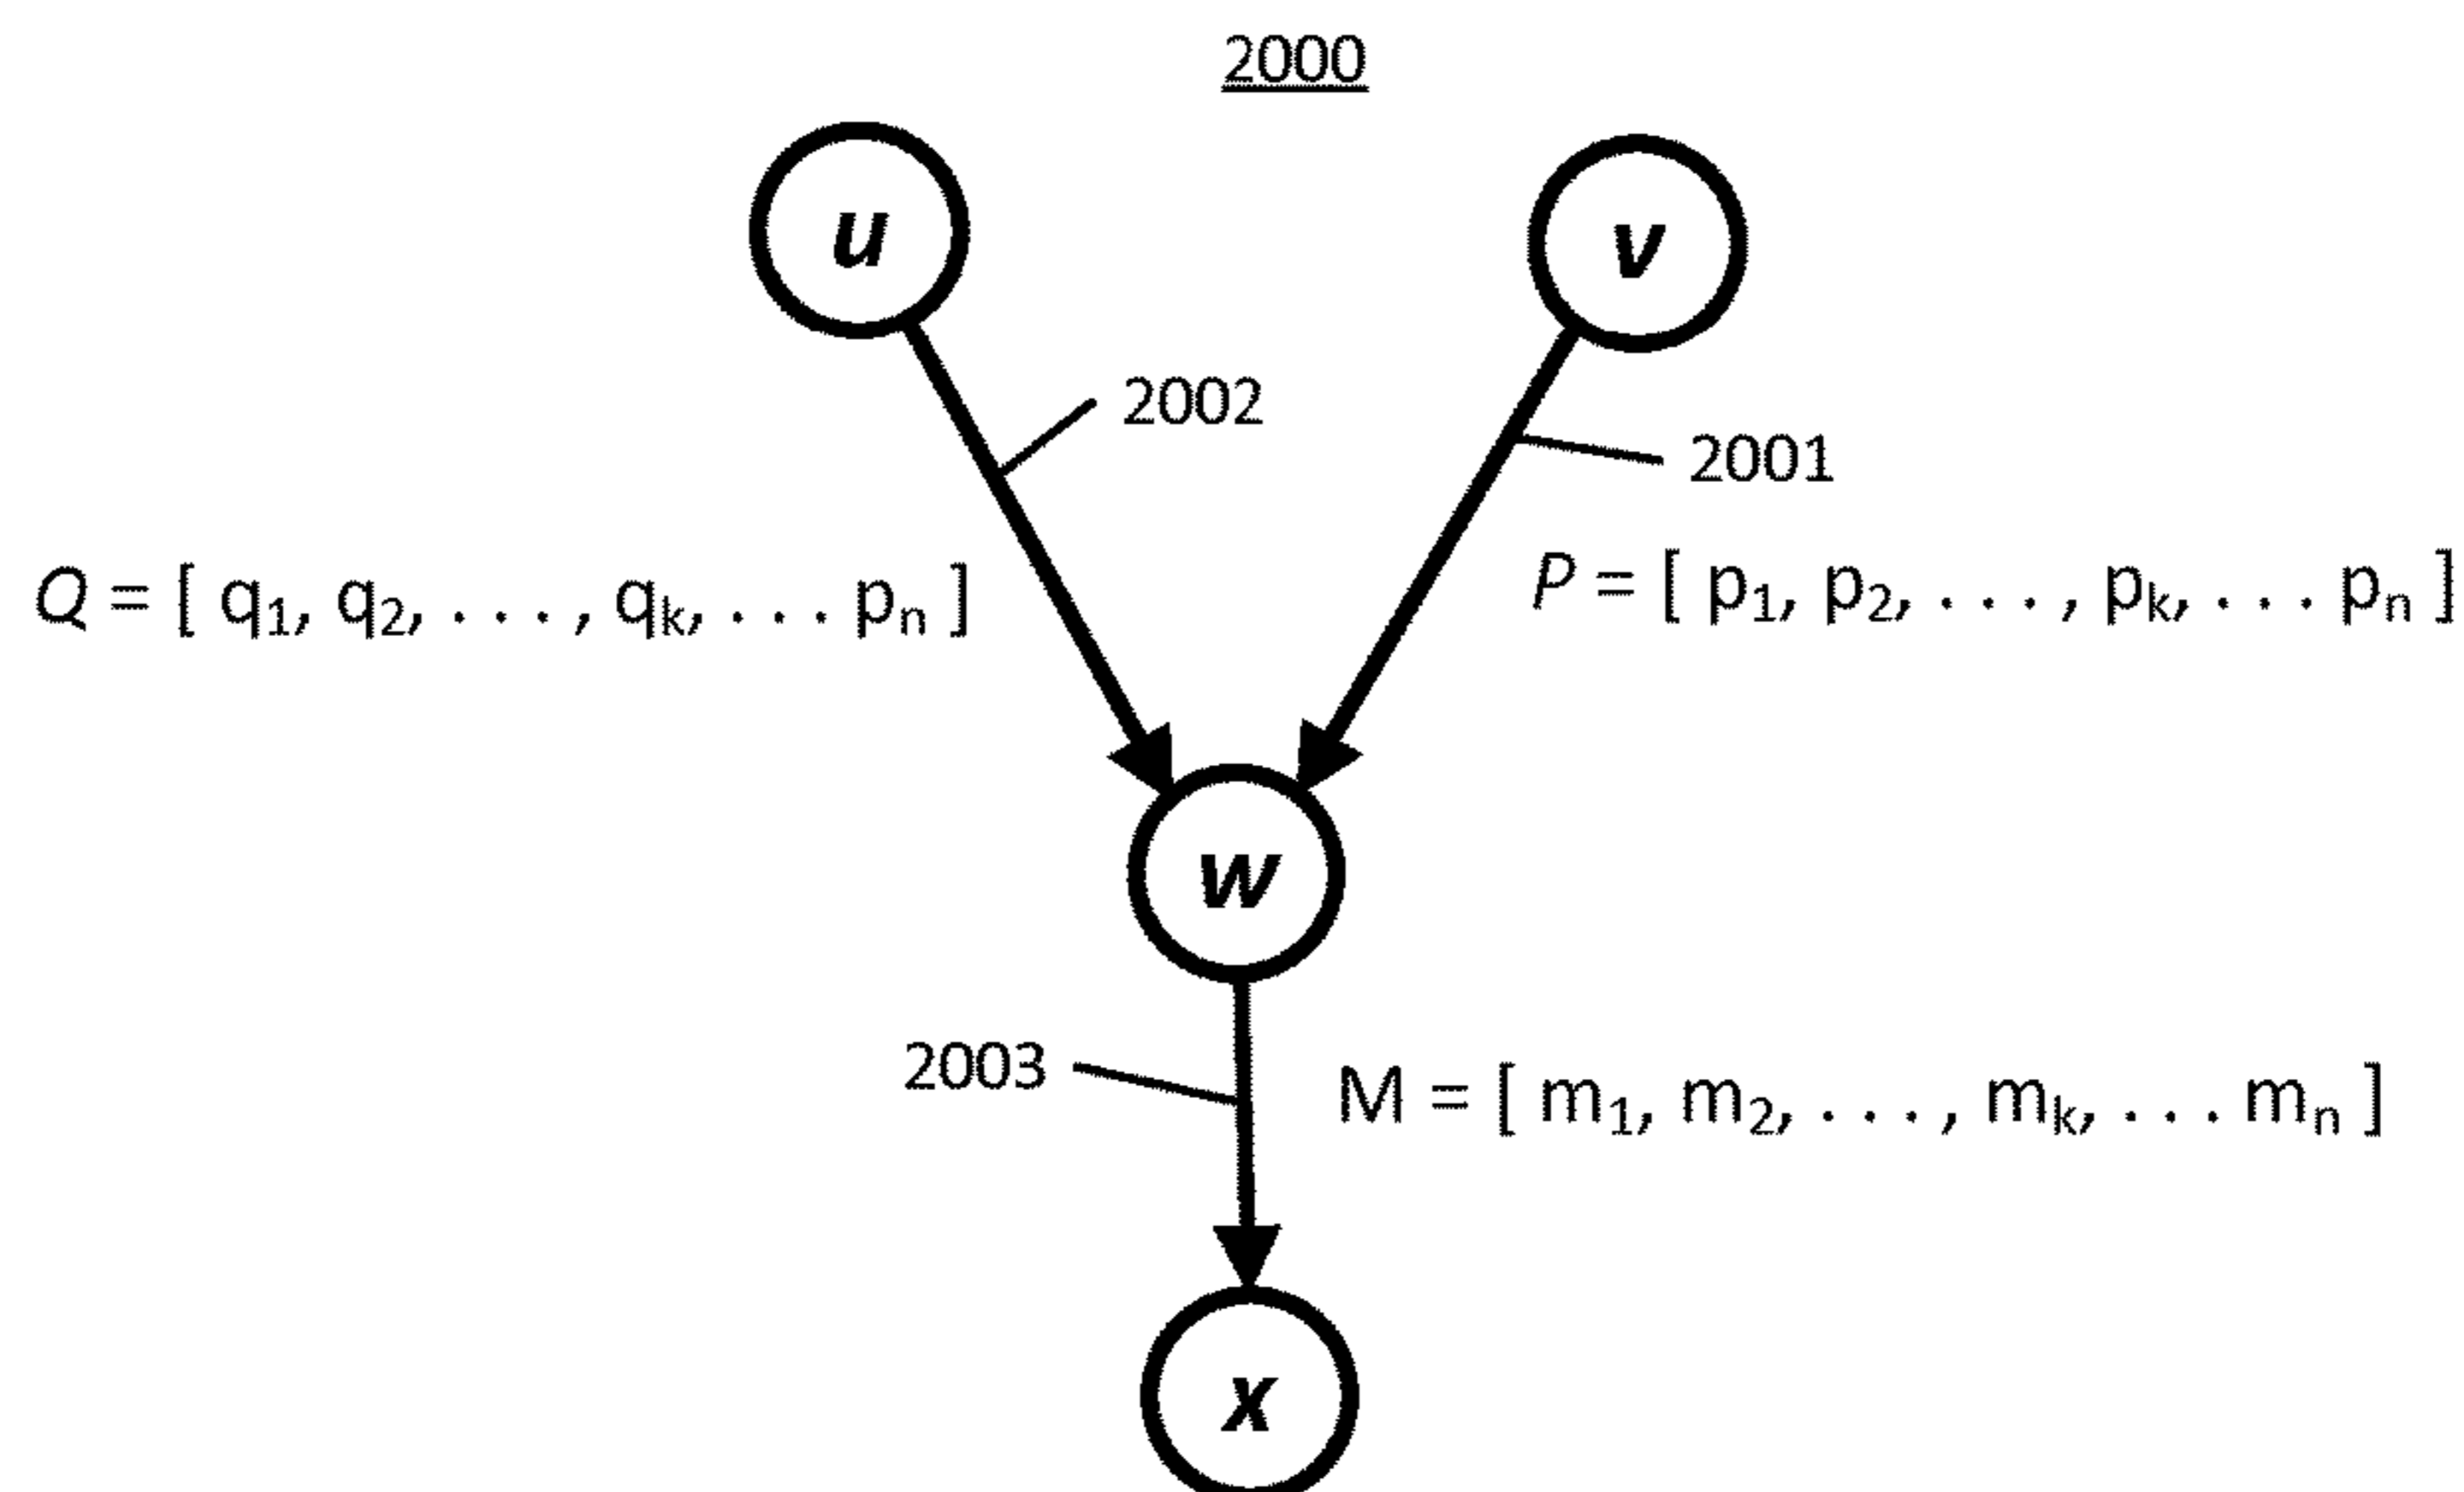 2000
u
v
2002
2001
Q = [ q₁, q₂, . . . , qₖ, . . . pₙ ]
P = [ p₁, p₂, . . . , pₖ, . . . pₙ ]
w
2003
M = [ m₁, m₂, . . . , mₖ, . . . mₙ ]
x